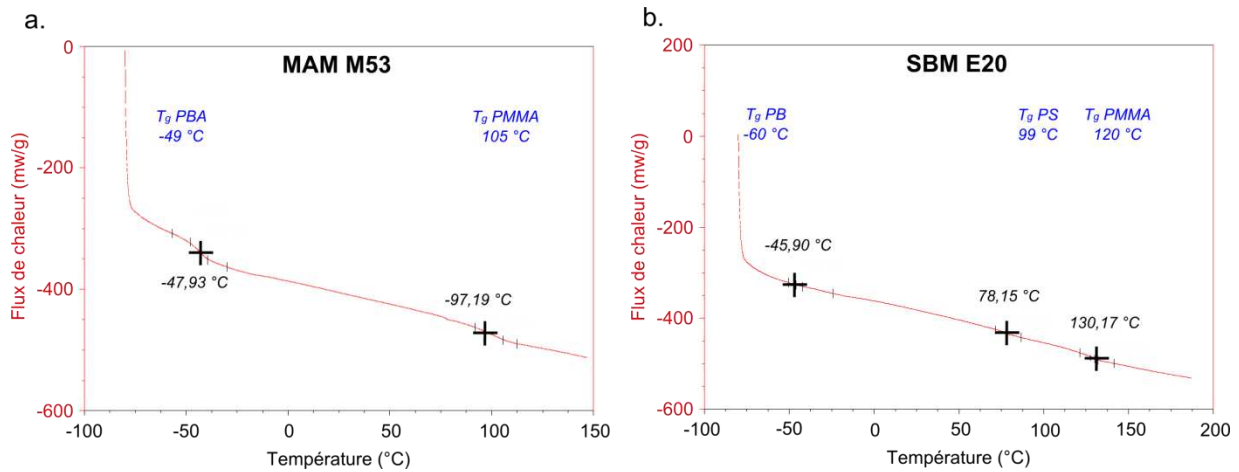 a.
MAM M53
Tg PBA
-49 °C
Tg PMMA
105 °C
-47,93 °C
-97,19 °C
0
-200
-400
-600
Flux de chaleur (mw/g)
-100
-50
0
50
100
150
Température (°C)
b.
SBM E20
Tg PB
-60 °C
Tg PS
99 °C
Tg PMMA
120 °C
-45,90 °C
78,15 °C
130,17 °C
200
0
-200
-400
-600
Flux de chaleur (mw/g)
-100
-50
0
50
100
150
200
Température (°C)